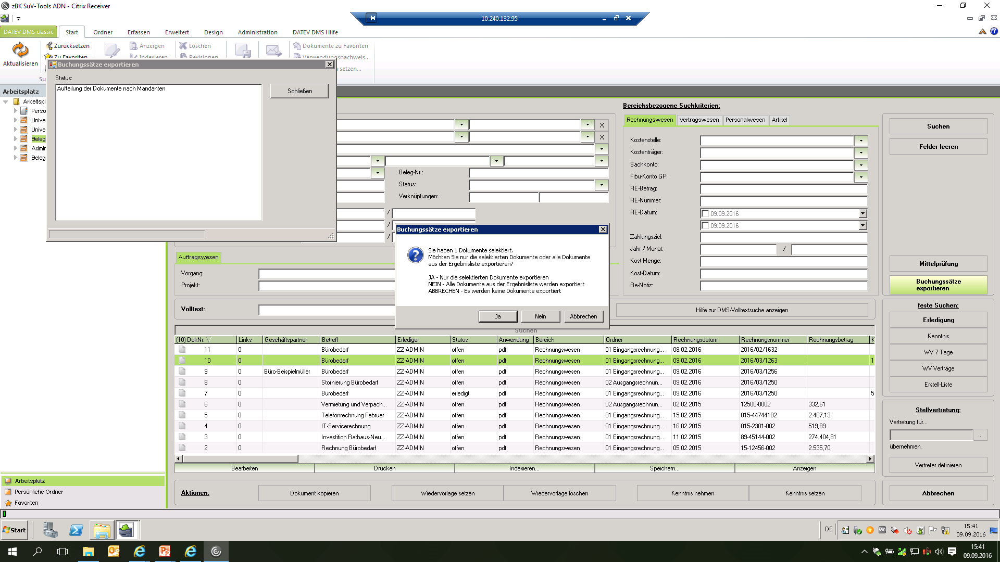 zBK SuV-Tools ADN - Citrix Receiver
10.240.132.95
DATEV DMS classic
Start
Ordner
Erfassen
Erweitert
Design
Administration
DATEV DMS Hilfe
Aktualisieren
Zurücksetzen
Zu Favoriten
Anzeigen
Indexieren
Löschen
Revisionen
Dokumente zu Favoriten
Verwendungsnachweis...
setzen...
Su
Buchungssätze exportieren
Status:
Aufteilung der Dokumente nach Mandanten
Schließen
Arbeitsplatz
Arbeitspl
Persö
Unive
Unive
Beleg
Admir
Beleg
Beleg-Nr.:
Status:
Verknüpfungen:
X
X
/
/
/
Bereichsbezogene Suchkriterien:
Rechnungswesen
Vertragswesen
Personalwesen
Artikel
Kostenstelle:
Kostenträger:
Sachkonto:
Fibu-Konto GP:
RE-Betrag:
RE-Nummer:
RE-Datum:
09.09.2016
09.09.2016
Zahlungsziel:
Jahr / Monat:
/
Kost-Menge:
Kost-Datum:
Re-Notiz:
Suchen
Felder leeren
Mittelprüfung
Buchungssätze
exportieren
feste Suchen:
Erledigung
Kenntnis
WV 7 Tage
WV Verträge
Erstell-Liste
Stellvertretung:
Vertretung für...
...
übernehmen.
Vertreter definieren
Abbrechen
Buchungssätze exportieren
Sie haben 1 Dokumente selektiert.
Möchten Sie nur die selektierten Dokumente oder alle Dokumente
aus der Ergebnisliste exportieren?
JA - Nur die selektierten Dokumente exportieren
NEIN - Alle Dokumente aus der Ergebnisliste werden exportiert
ABBRECHEN - Es werden keine Dokumente exportiert
Ja
Nein
Abbrechen
Auftragswesen
Vorgang:
Projekt:
Volltext:
Hilfe zur DMS-Volltextsuche anzeigen
Suchen
(10) DokNr. Links Geschäftspartner Betreff Erlediger Status Anwendung Bereich Ordner Rechnungsdatum Rechnungsnummer Rechnungsbetrag K
11 0 Bürobedarf ZZ-ADMIN offen pdf Rechnungswesen 01 Eingangsrechnung... 08.02.2016 2016/02/1632
10 0 Bürobedarf ZZ-ADMIN offen pdf Rechnungswesen 01 Eingangsrechnung... 09.02.2016 2016/03/1263 1
9 0 Büro-Beispielmüller Bürobedarf ZZ-ADMIN offen pdf Rechnungswesen 01 Eingangsrechnung... 09.02.2016 2016/03/1256
8 0 Stornierung Bürobedarf ZZ-ADMIN offen pdf Rechnungswesen 02 Ausgangsrechnun... 09.02.2016 2016/03/1250
7 0 Bürobedarf ZZ-ADMIN erledigt pdf Rechnungswesen 01 Eingangsrechnung... 09.02.2016 2016/03/1250 5
6 0 Vermietung und Verpach... ZZ-ADMIN offen pdf Rechnungswesen 02 Ausgangsrechnun... 02.02.2015 12500-0002 332,61
5 0 Telefonrechnung Februar ZZ-ADMIN offen pdf Rechnungswesen 01 Eingangsrechnung... 15.02.2015 015-44744102 2.467,13
4 0 IT-Servicerechnung ZZ-ADMIN offen pdf Rechnungswesen 01 Eingangsrechnung... 16.02.2015 015-2301-002 519,89
3 0 Investition Rathaus-Neu... ZZ-ADMIN offen pdf Rechnungswesen 01 Eingangsrechnung... 11.02.2015 89-45144-002 274.404,81
2 0 Rechnung Bürobedarf ZZ-ADMIN offen pdf Rechnungswesen 01 Eingangsrechnung... 05.02.2015 15-12456-002 2.535,70
Bearbeiten
Drucken
Indexieren...
Speichern...
Anzeigen
Aktionen:
Dokument kopieren
Wiedervorlage setzen
Wiedervorlage löschen
Kenntnis nehmen
Kenntnis setzen
Arbeitsplatz
Persönliche Ordner
Favoriten
Start
DE
15:41
09.09.2016
15:41
09.09.2016